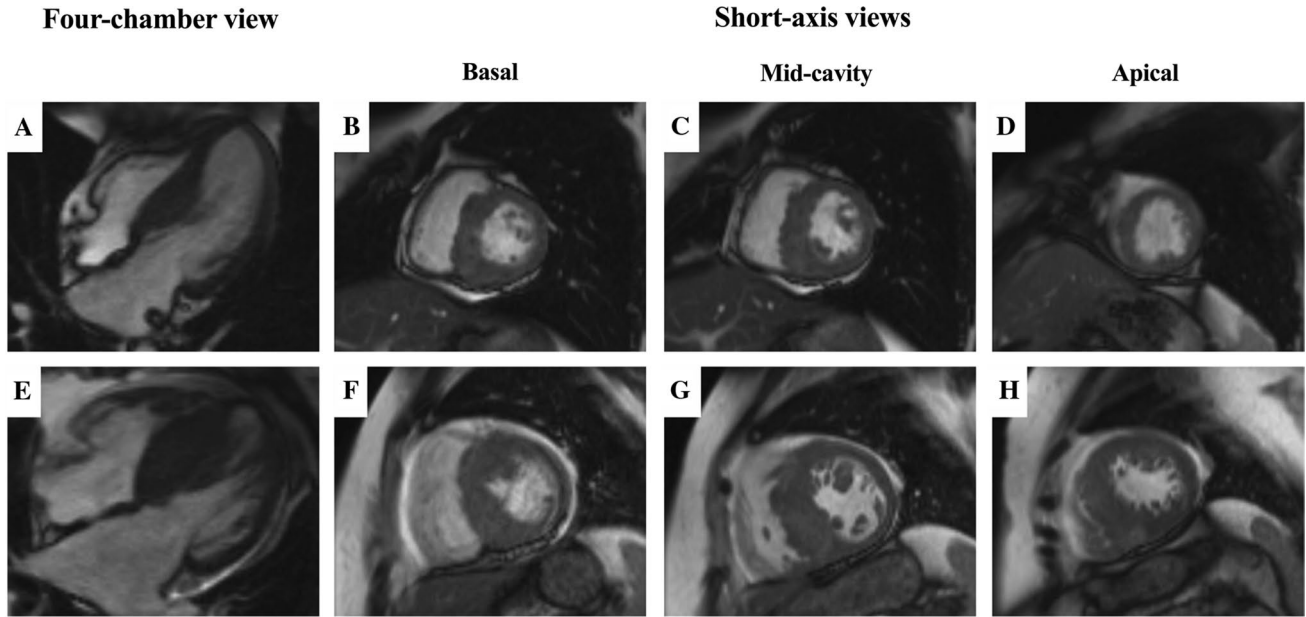 Four-chamber view
Short-axis views
Basal
Mid-cavity
Apical
A
B
C
D
E
F
G
H